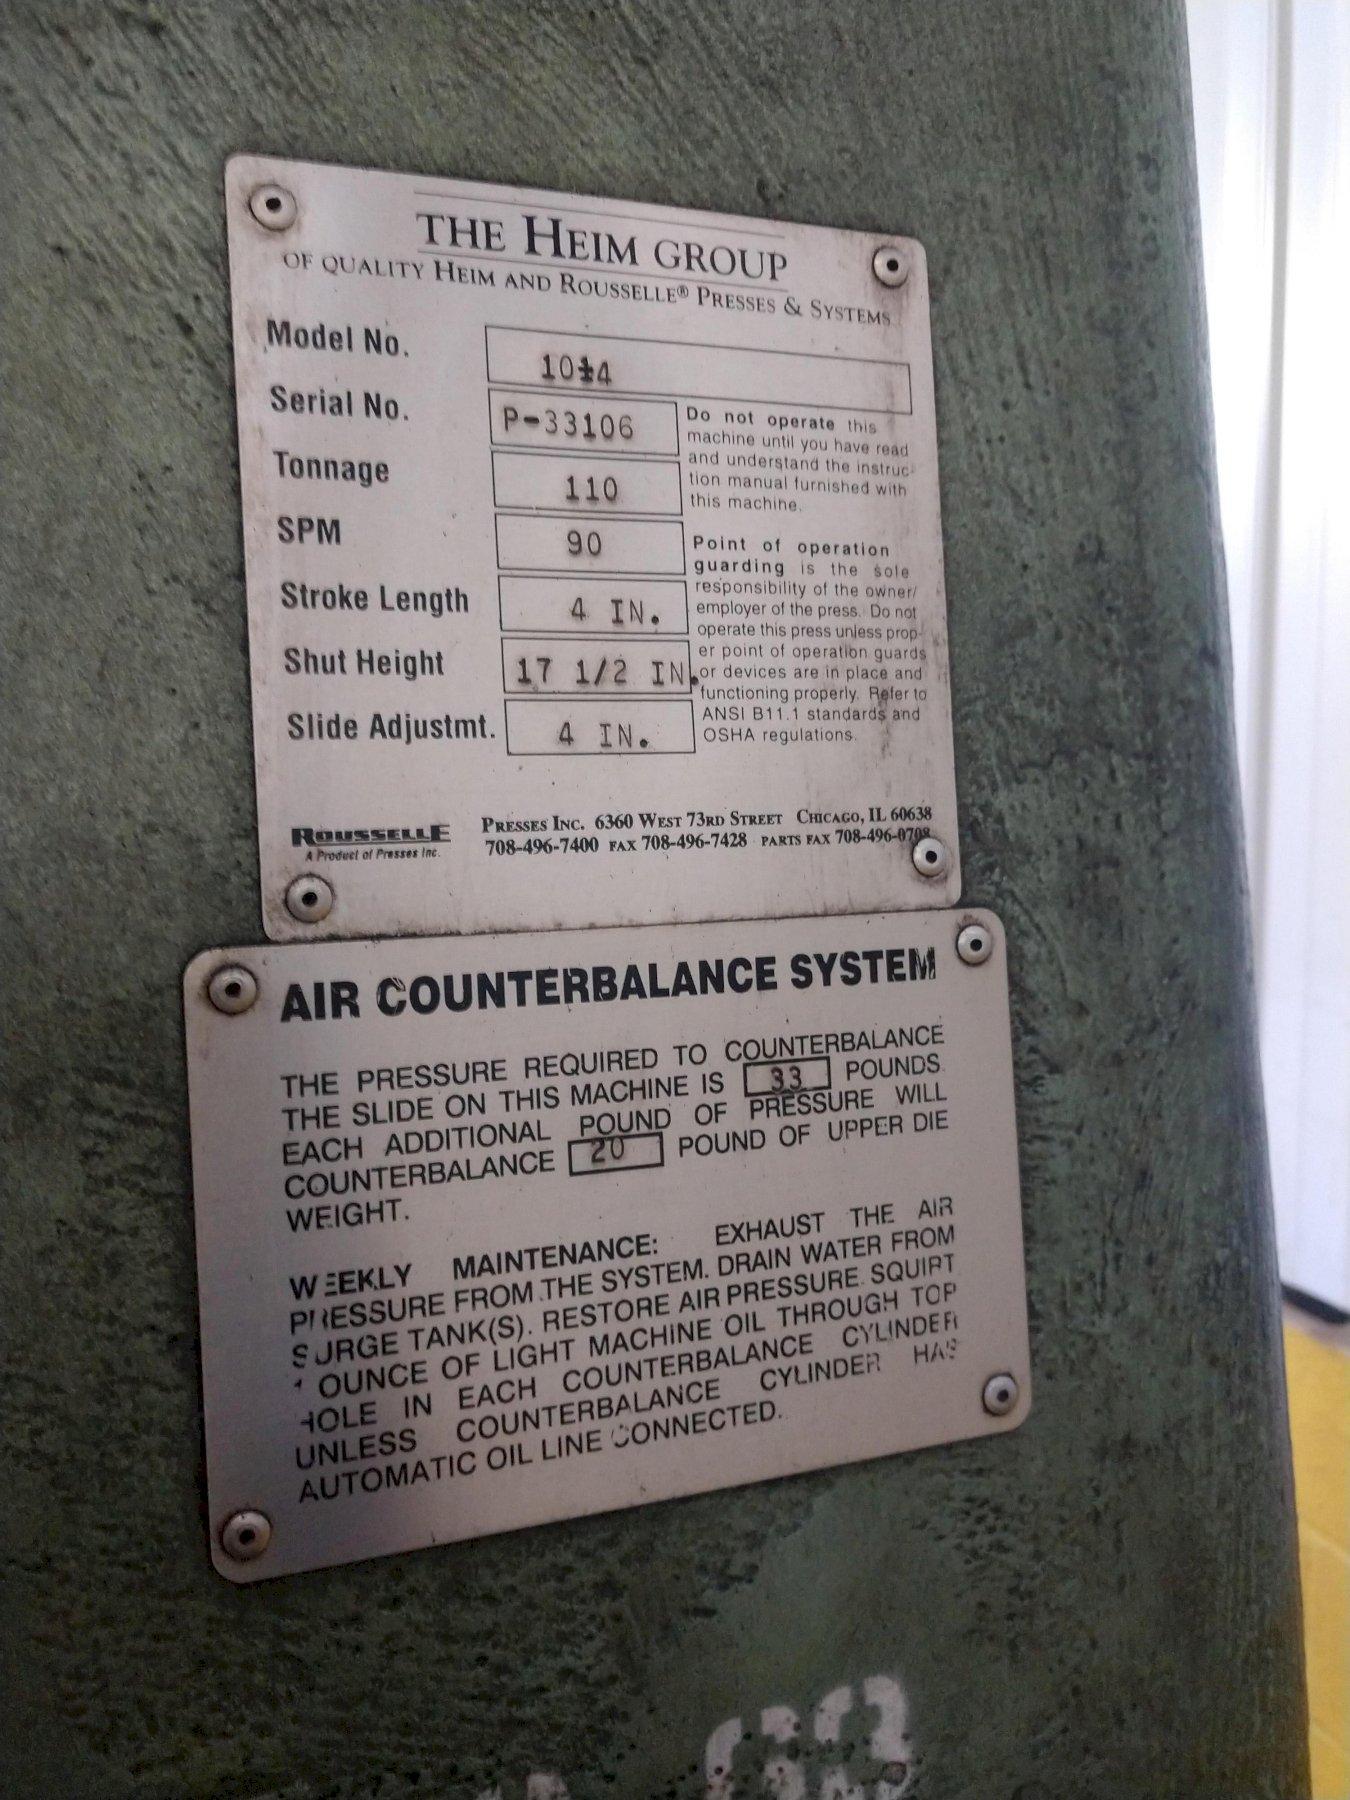 THE HEIM GROUP
OF QUALITY HEIM AND ROUSSELLE® PRESSES & SYSTEMS
Model No.
Serial No. P-33106
Tonnage 110
SPM 90
Stroke Length 4 IN.
Shut Height 17 1/2 IN.
Slide Adjustmt. 4 IN.
Do not operate this
machine until you have read
and understand the instruc-
tion manual furnished with
this machine.
Point of operation
guarding is the sole
responsibility of the owner/
employer of the press. Do not
operate this press unless prop-
er point of operation guards
or devices are in place and
functioning properly. Refer to
ANSI B11.1 standards and
OSHA regulations.
ROUSSELLE
A Product of Presses Inc.
PRESSES INC. 6360 WEST 73RD STREET CHICAGO, IL 60638
708-496-7400 FAX 708-496-7428 PARTS FAX 708-496-0708
AIR COUNTERBALANCE SYSTEM
THE PRESSURE REQUIRED TO COUNTERBALANCE
THE SLIDE ON THIS MACHINE IS 33 POUNDS
EACH ADDITIONAL POUND OF PRESSURE WILL
COUNTERBALANCE 20 POUND OF UPPER DIE
WEIGHT.
WEEKLY MAINTENANCE: EXHAUST THE AIR
PRESSURE FROM THE SYSTEM. DRAIN WATER FROM
SURGE TANK(S). RESTORE AIR PRESSURE. SQUIRT
OUNCE OF LIGHT MACHINE OIL THROUGH TOP
HOLE IN EACH COUNTERBALANCE CYLINDER
UNLESS COUNTERBALANCE CYLINDER HAS
AUTOMATIC OIL LINE CONNECTED.